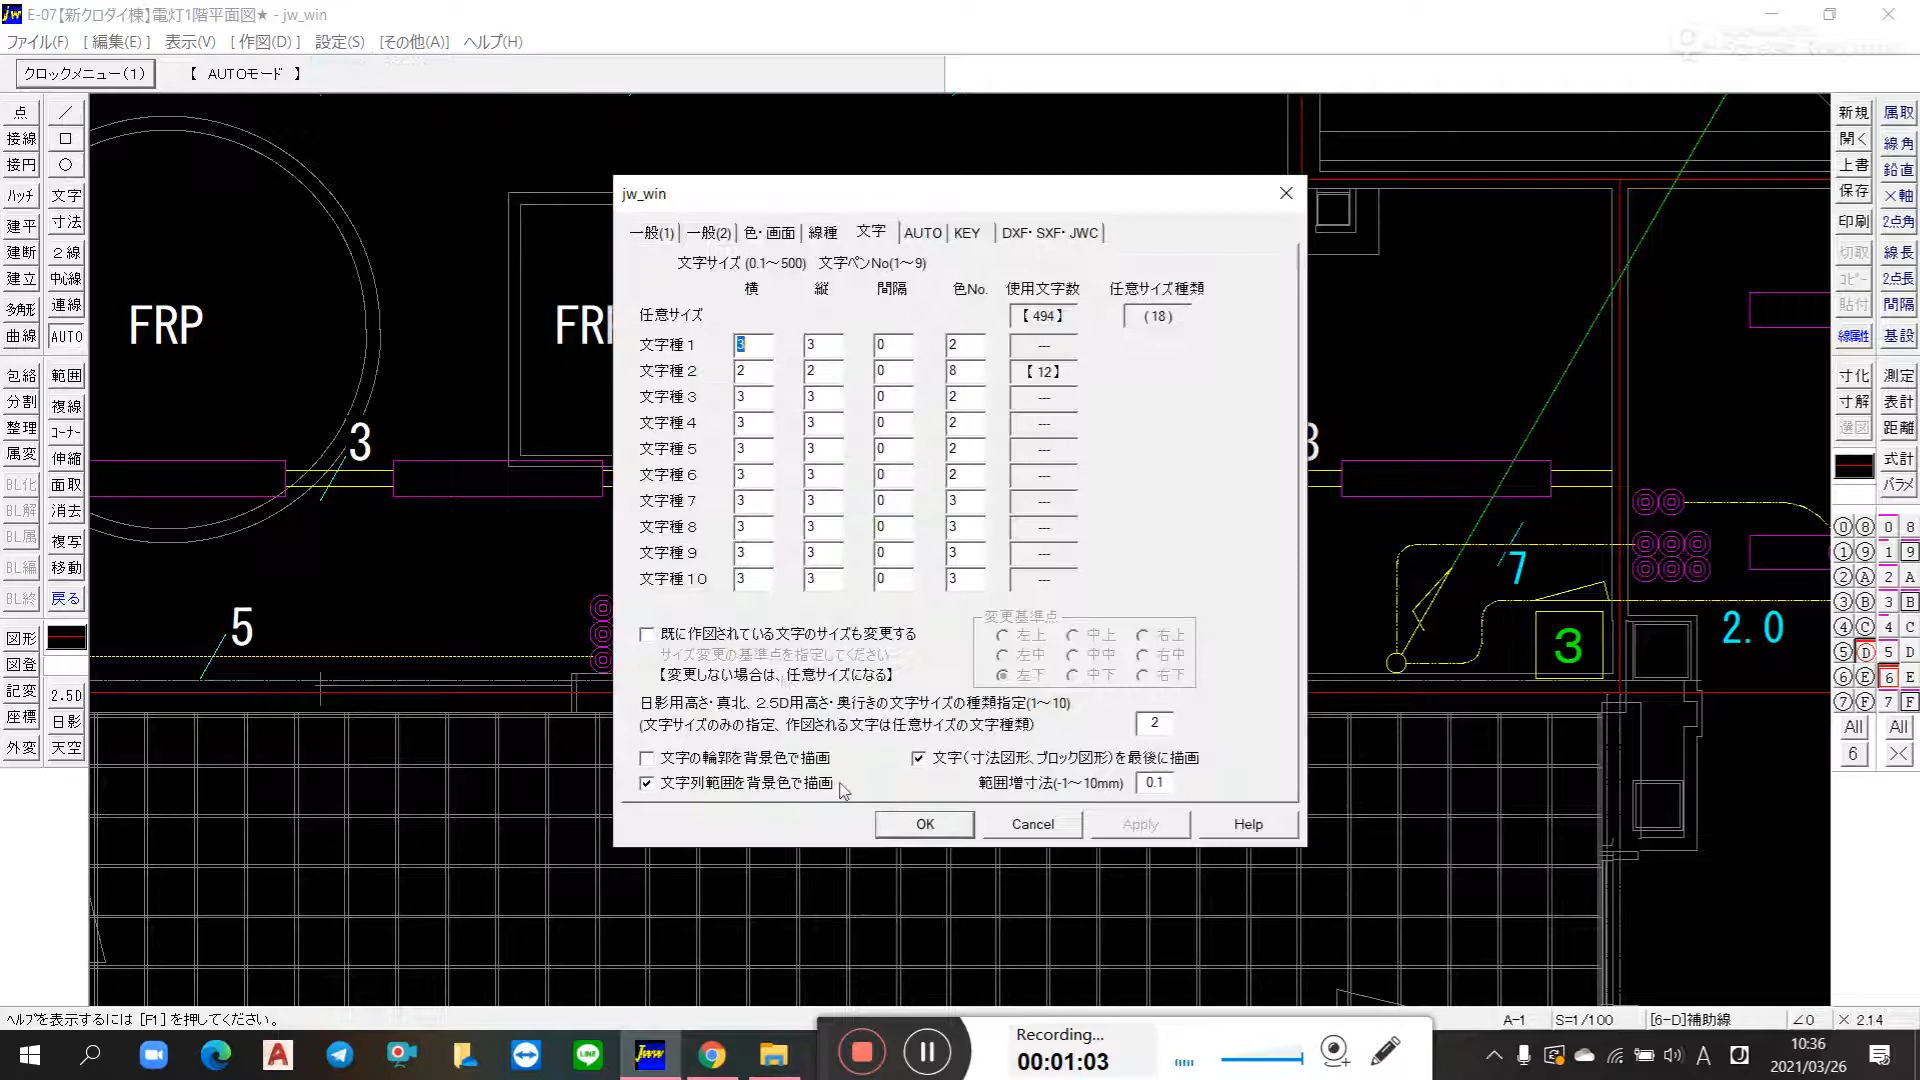 E-07【新クロダイ棟】電灯1階平面図★ - jw_win
ファイル(F) [ 編集(E) ] 表示(V) [ 作図(D) ] 設定(S) [その他(A)] ヘルプ(H)
クロックメニュー(1) 【 AUTOモード 】
点 ／
接線 □
接円 ○
ハッチ 文字
建平 寸法
建断 2線
建立 中心線
多角形 連線
曲線 AUTO
包絡 範囲
分割 複線
整理 コーナー
属変 伸縮
BL化 面取
BL解 消去
BL属 複写
BL編 移動
BL終 戻る
図形
図登
記変 2.5D
座標 日影
外変 天空
FRP
3
5
FRP
3
7
3
2.0
jw_win
一般(1) 一般(2) 色・画面 線種 文字 AUTO KEY DXF・SXF・JWC
文字サイズ (0.1～500) 文字ペンNo(1～9)
横 縦 間隔 色No. 使用文字数 任意サイズ種類
任意サイズ 【 494】 ( 18 )
文字種 1 3 3 0 2 ---
文字種 2 2 2 0 8 【 12】
文字種 3 3 3 0 2 ---
文字種 4 3 3 0 2 ---
文字種 5 3 3 0 2 ---
文字種 6 3 3 0 2 ---
文字種 7 3 3 0 3 ---
文字種 8 3 3 0 3 ---
文字種 9 3 3 0 3 ---
文字種10 3 3 0 3 ---
既に作図されている文字のサイズも変更する
サイズ変更の基準点を指定してください
【変更しない場合は、任意サイズになる】
変更基準点
左上 中上 右上
左中 中中 右中
左下 中下 右下
日影用高さ・真北、2.5D用高さ・奥行きの文字サイズの種類指定(1～10)
(文字サイズのみの指定、作図される文字は任意サイズの文字種類) 2
文字の輪郭を背景色で描画 文字(寸法図形、ブロック図形)を最後に描画
文字列範囲を背景色で描画 範囲増寸法(-1～10mm) 0.1
OK Cancel Apply Help
新規 属取
開く 線角
上書 鉛直
保存 ×軸
印刷 2点角
切取 線長
コピー 2点長
貼付 間隔
線属性 基設
寸化 測定
寸解 表計
選図 距離
式計
パラメ
0 8 0 8
1 9 1 9
2 A 2 A
3 B 3 B
4 C 4 C
5 D 5 D
6 E 6 E
7 F 7 F
All All
6 ×
ヘルプを表示するには [F1] を押してください。
A-1 S=1/100 [6-D]補助線 ∠0 × 2.14
Recording...
00:01:03
A
10:36
2021/03/26